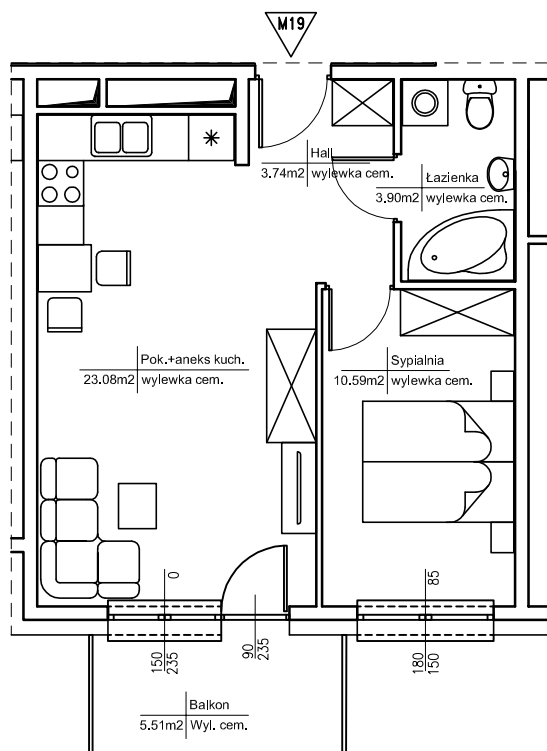 M19
Hall
3.74m2 wylewka cem.
Łazienka
3.90m2 wylewka cem.
Pok.+aneks kuch.
23.08m2 wylewka cem.
Sypialnia
10.59m2 wylewka cem.
0
150
235
90
235
85
180
150
Balkon
5.51m2 Wyl. cem.